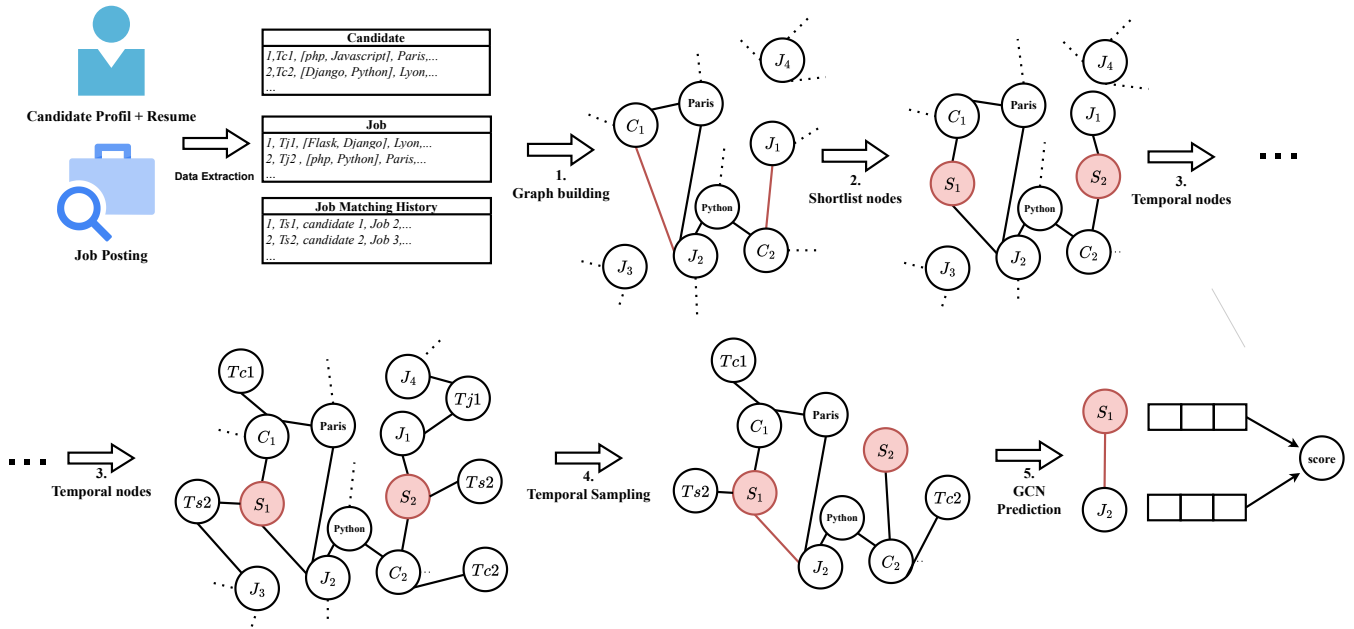 Candidate Profil + Resume
Job Posting
Data Extraction
Candidate
1,Tc1, [php, Javascript], Paris,...
2,Tc2, [Django, Python], Lyon,...
...
Job
1, Tj1, [Flask, Django], Lyon,...
2, Tj2 , [php, Python], Paris,...
...
Job Matching History
1, Ts1, candidate 1, Job 2,...
2, Ts2, candidate 2, Job 3,...
...
1.
Graph building
J4
Paris
C1
J1
Python
J2
C2
J3
2.
Shortlist nodes
J4
Paris
C1
J1
S1
S2
Python
J2
C2
J3
3.
Temporal nodes
...
...
3.
Temporal nodes
Tc1
J4
Tj1
Paris
C1
J1
Ts2
S1
S2
Ts2
Python
J2
C2
Tc2
J3
4.
Temporal Sampling
Tc1
Paris
C1
S2
Ts2
S1
Tc2
Python
J2
C2
5.
GCN
Prediction
S1
J2
score